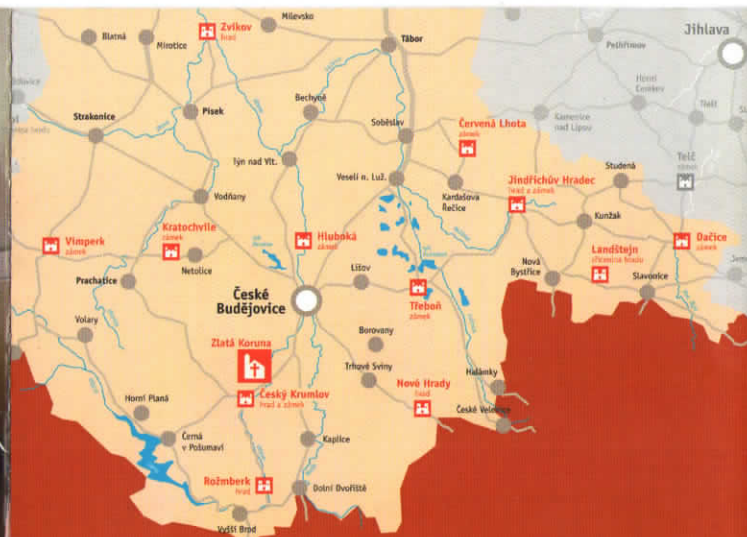 Zvíkov
hrad
Milevsko
Blatná
Mirotice
Tábor
Pelhřimov
Jihlava
Horní
Cerekev
Třešť
Písek
Bechyně
Strakonice
Soběslav
Červená Lhota
zámek
Kamenice
nad Lipou
Týn nad Vlt.
Telč
zámek
Veselí n. Luž.
Jindřichův Hradec
hrad a zámek
Studená
Vodňany
Kardašova
Řečice
Kunžak
Vimperk
zámek
Kratochvíle
zámek
Hluboká
zámek
Dačice
zámek
Landštejn
zřícenina hradu
Netolice
Nová
Bystřice
Prachatice
Lišov
Slavonice
České
Budějovice
Třeboň
zámek
Volary
Borovany
Zlatá Koruna
Trhové Sviny
Halámky
Nové Hrady
hrad
Český Krumlov
hrad a zámek
Horní Planá
České Velenice
Černá
v Pošumaví
Kaplice
Rožmberk
hrad
Dolní Dvořiště
Vyšší Brod